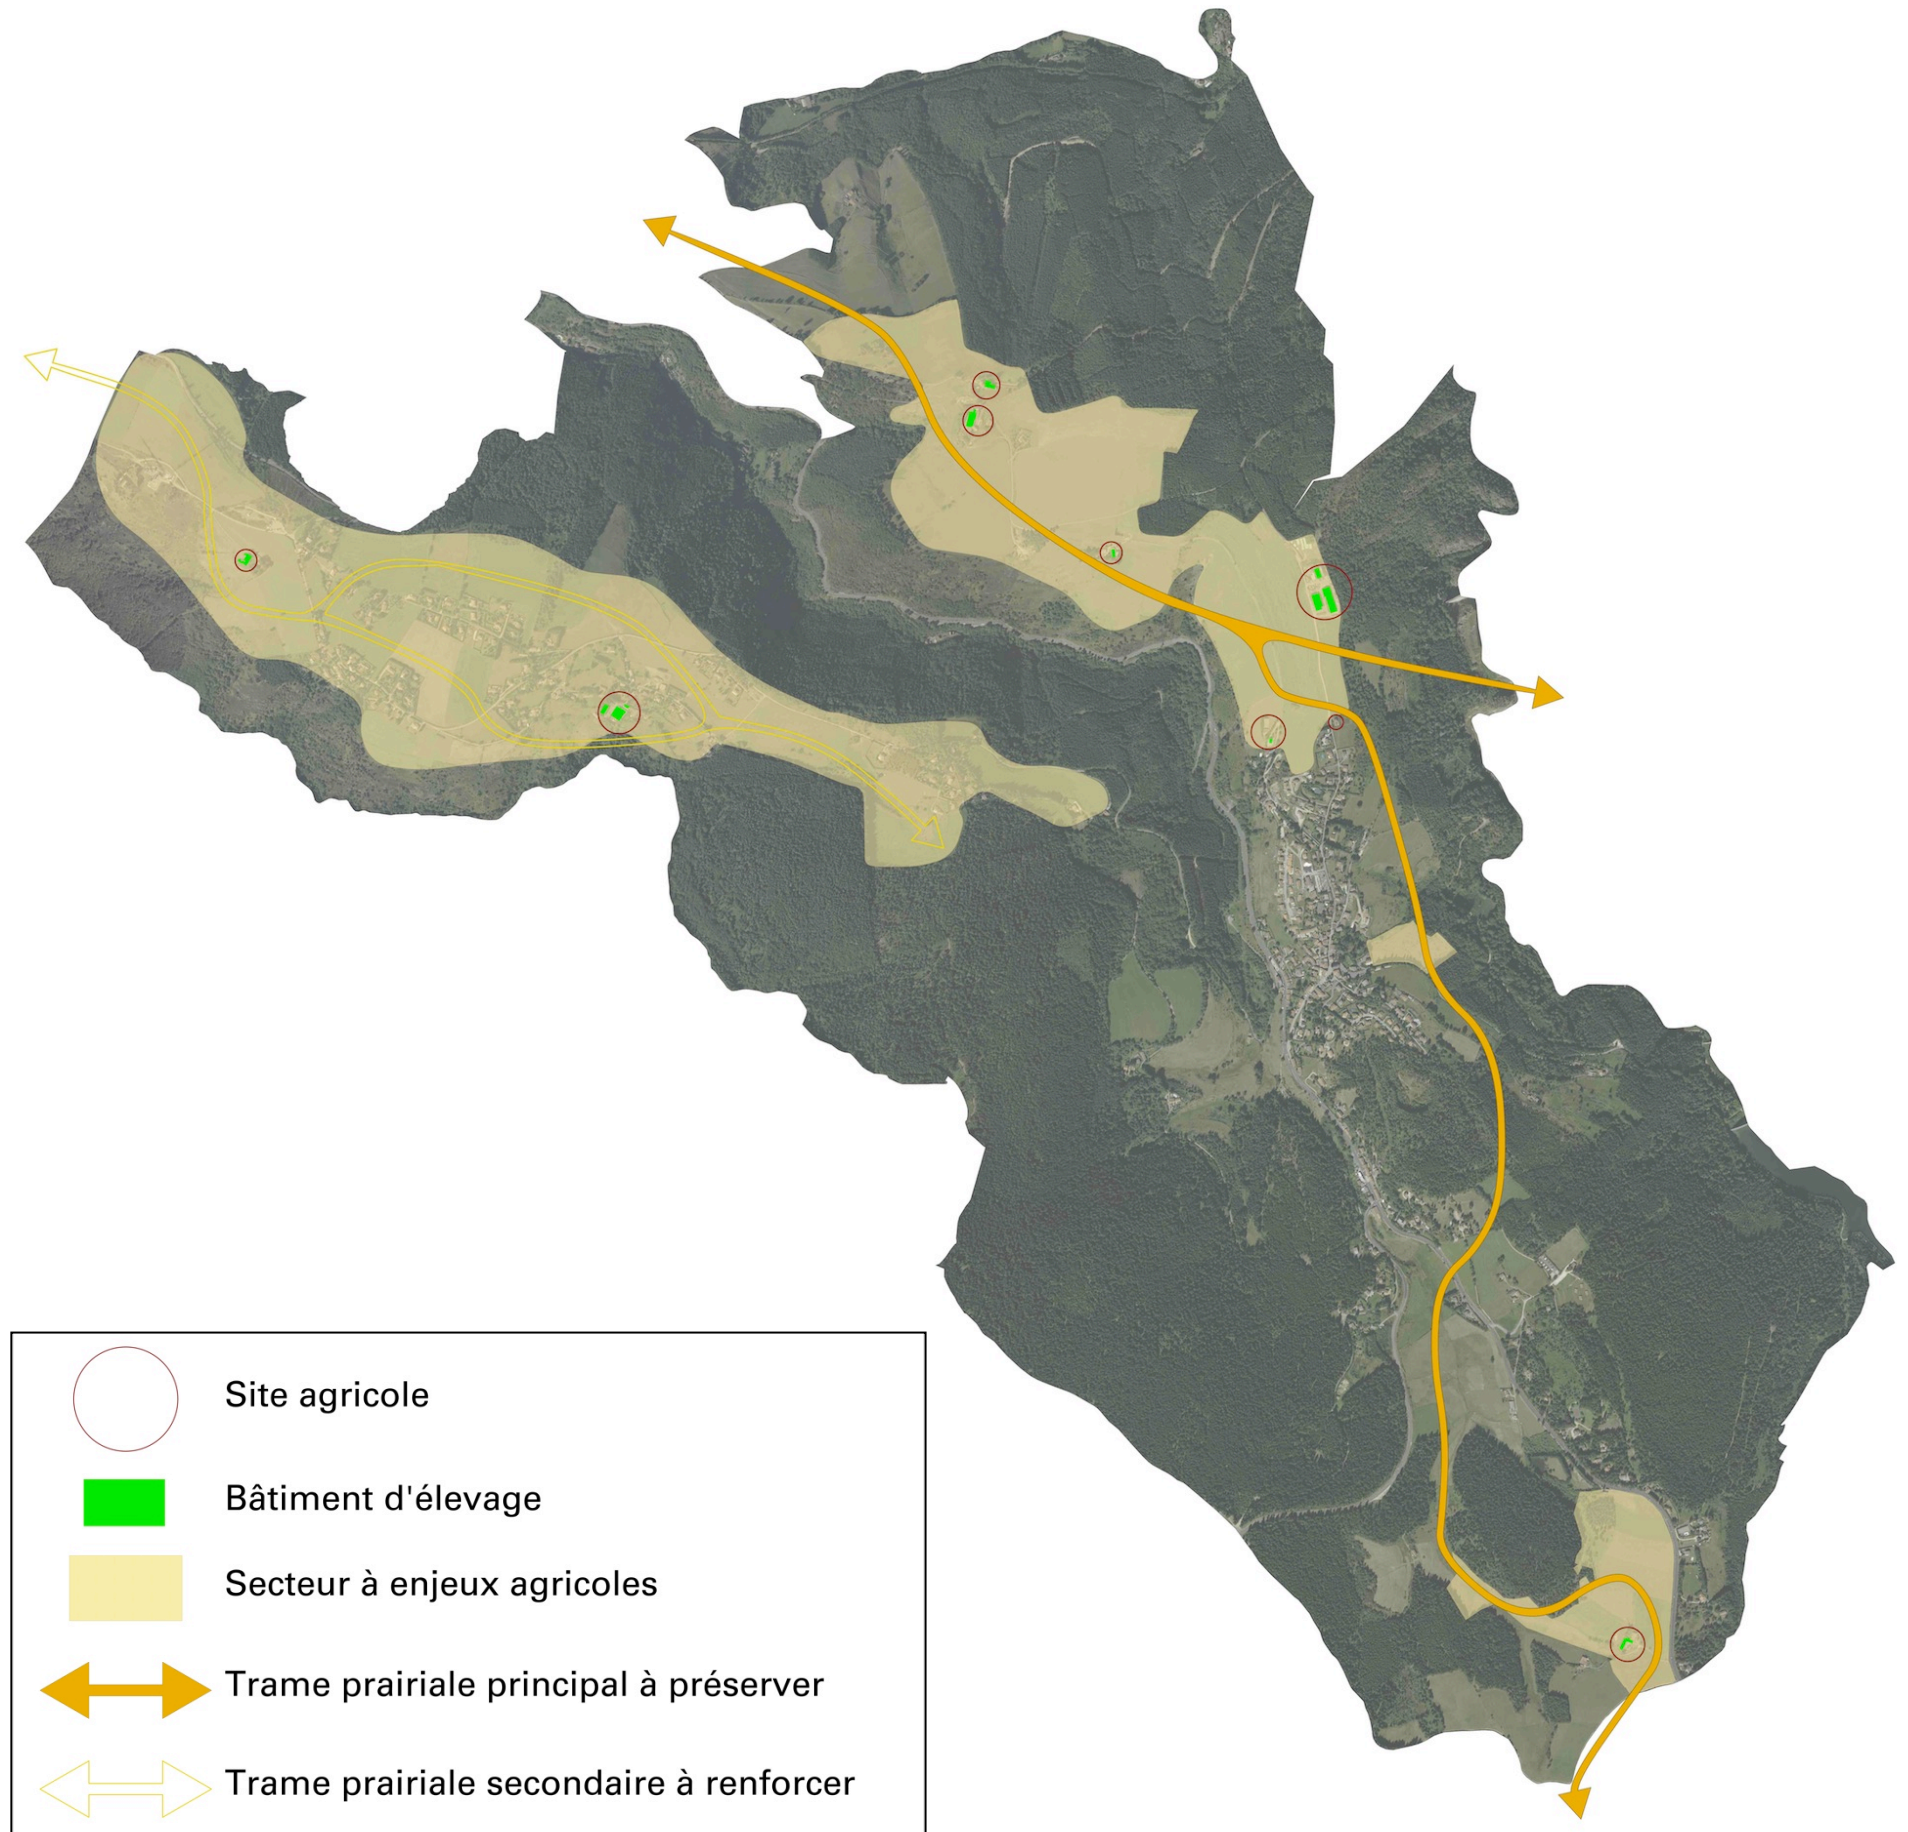 Site agricole
Bâtiment d'élevage
Secteur à enjeux agricoles
Trame prairiale principal à préserver
Trame prairiale secondaire à renforcer